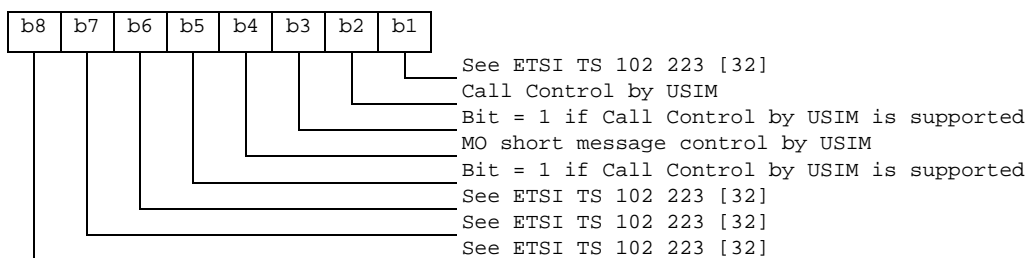 b8 b7 b6 b5 b4 b3 b2 b1
See ETSI TS 102 223 [32]
Call Control by USIM
Bit = 1 if Call Control by USIM is supported
MO short message control by USIM
Bit = 1 if Call Control by USIM is supported
See ETSI TS 102 223 [32]
See ETSI TS 102 223 [32]
See ETSI TS 102 223 [32]